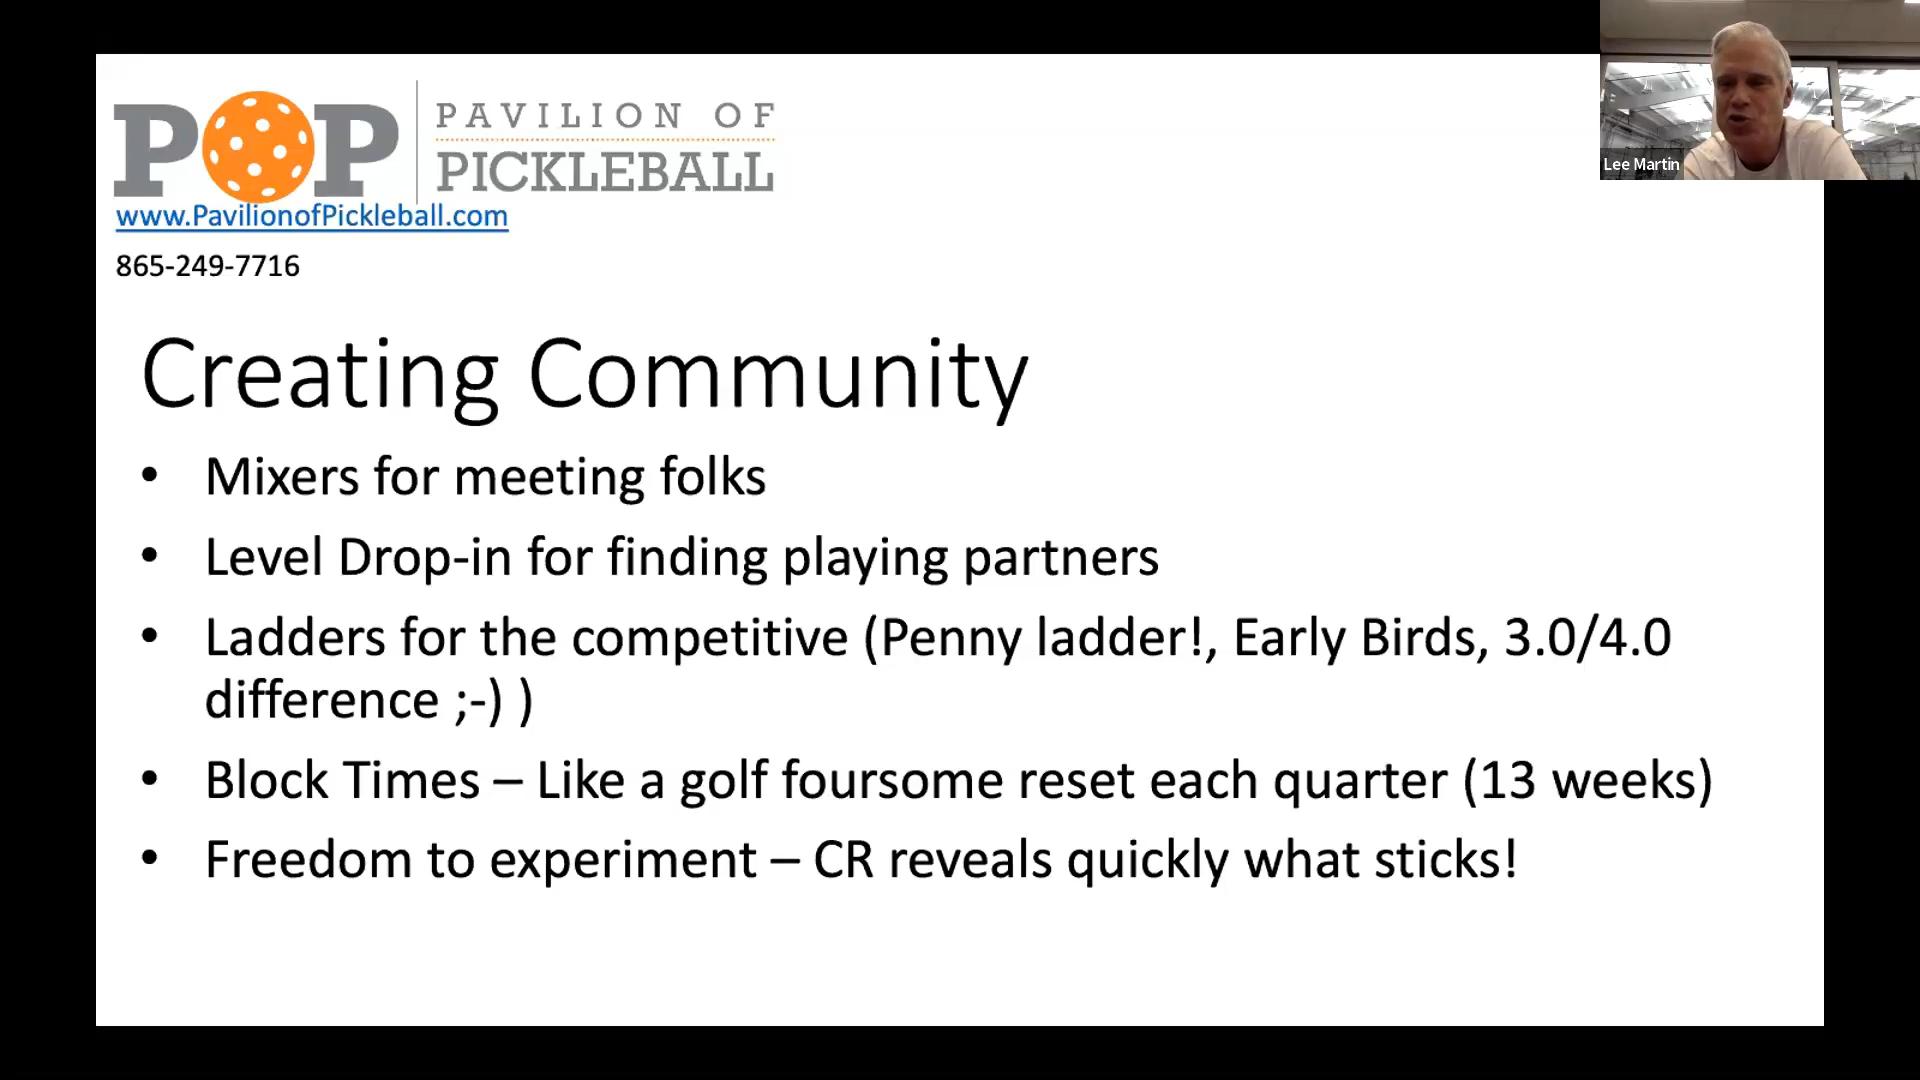 POP
PAVILION OF
PICKLEBALL
www.PavilionofPickleball.com
865-249-7716
Lee Martin
Creating Community
• Mixers for meeting folks
• Level Drop-in for finding playing partners
• Ladders for the competitive (Penny ladder!, Early Birds, 3.0/4.0
difference ;-) )
• Block Times – Like a golf foursome reset each quarter (13 weeks)
• Freedom to experiment – CR reveals quickly what sticks!